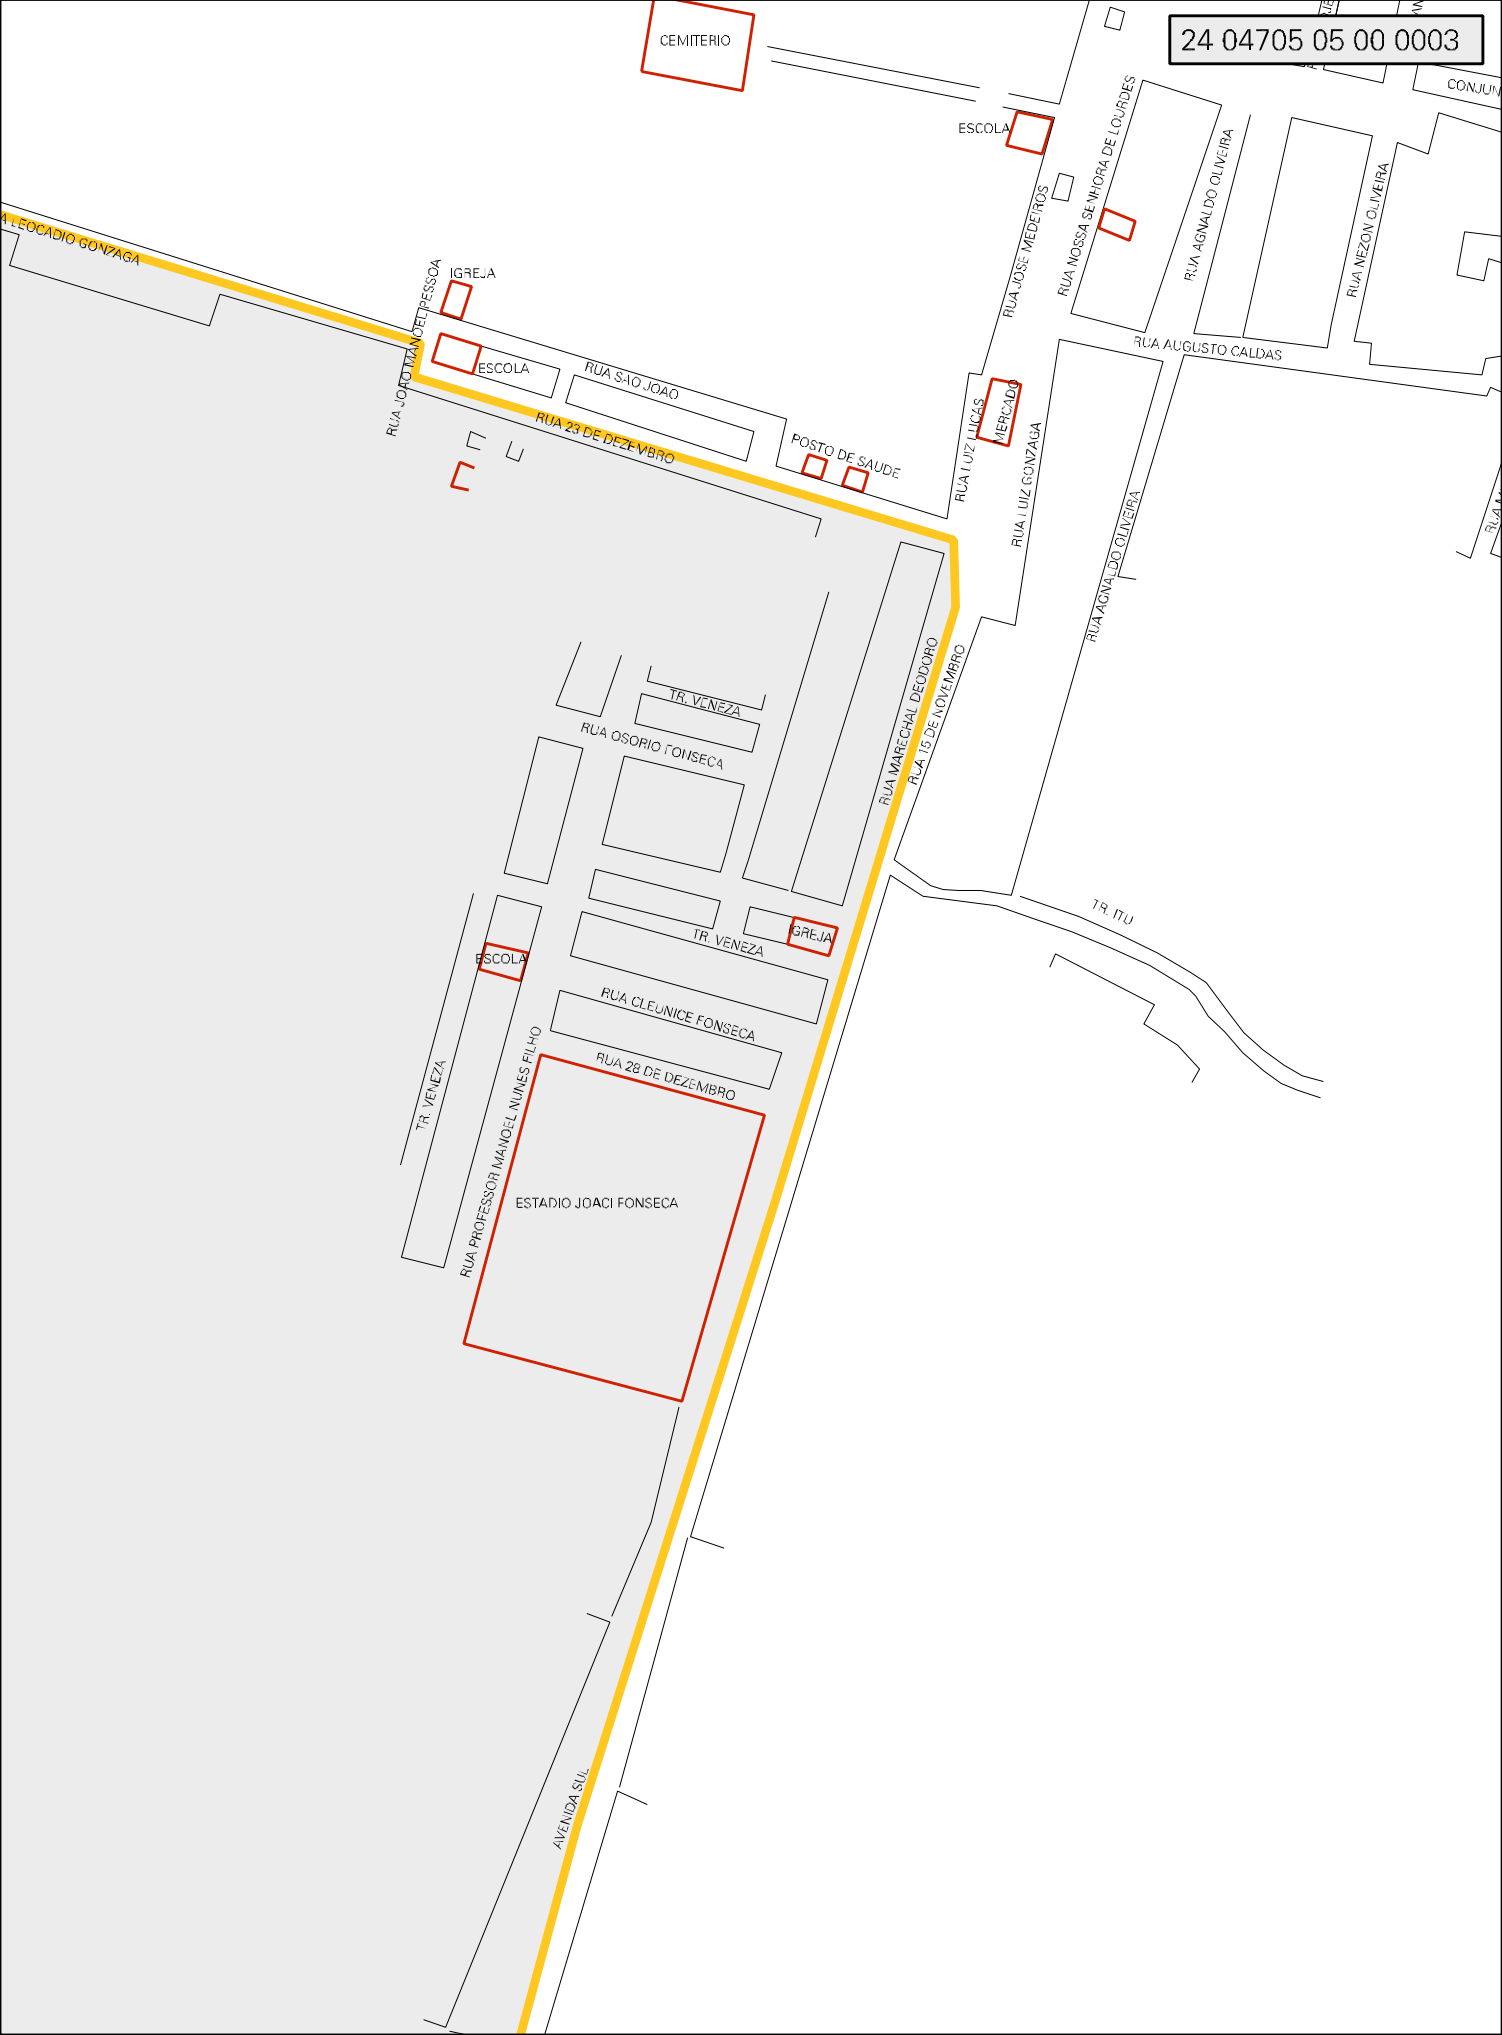 24 04705 05 00 0003
CEMITERIO
CONJUN
ESCOLA
RUA NOSSA SENHORA DE LOURDES
RUA AGNALDO OLIVEIRA
RUA NEZON OLIVEIRA
RUA JOSE MEDEIROS
A LEOCADIO GONZAGA
RUA JOAO MANOEL PESSOA
IGREJA
RUA AUGUSTO CALDAS
ESCOLA
RUA SAO JOAO
MERCADO
RUA LUIZ LUCAS
RUA LUIZ GONZAGA
RUA 23 DE DEZEMBRO
POSTO DE SAUDE
RUA AGNALDO OLIVEIRA
RUA MARECHAL DEODORO
RUA 15 DE NOVEMBRO
TR. VENEZA
RUA OSORIO FONSECA
TR. ITU
IGREJA
TR. VENEZA
ESCOLA
RUA CLEUNICE FONSECA
RUA 28 DE DEZEMBRO
TR. VENEZA
RUA PROFESSOR MANOEL NUNES FILHO
ESTADIO JOACI FONSECA
AVENIDA SUL